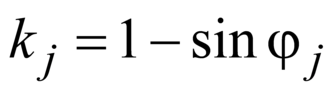 k_j = 1 − sin φ_j